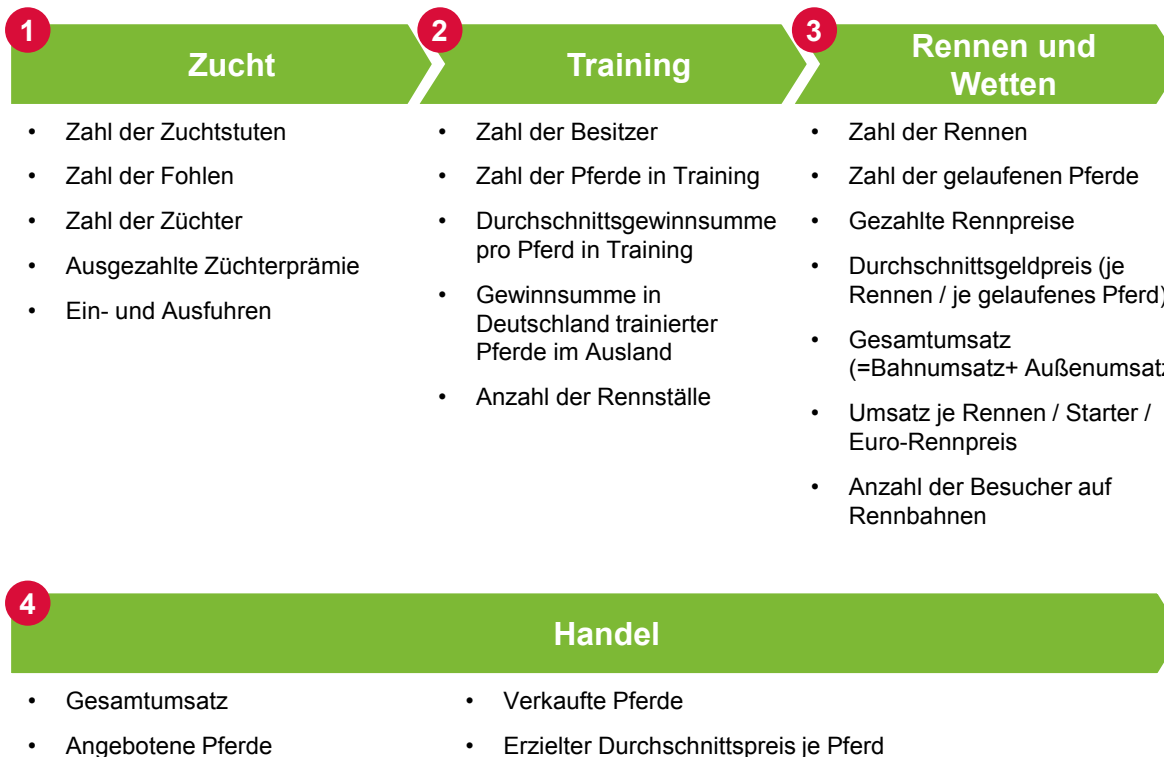 1
Zucht
• Zahl der Zuchtstuten
• Zahl der Fohlen
• Zahl der Züchter
• Ausgezahlte Züchterprämie
• Ein- und Ausfuhren
2
Training
• Zahl der Besitzer
• Zahl der Pferde in Training
• Durchschnittsgewinnsumme
pro Pferd in Training
• Gewinnsumme in
Deutschland trainierter
Pferde im Ausland
• Anzahl der Rennställe
3
Rennen und
Wetten
• Zahl der Rennen
• Zahl der gelaufenen Pferde
• Gezahlte Rennpreise
• Durchschnittsgeldpreis (je
Rennen / je gelaufenes Pferd)
• Gesamtumsatz
(=Bahnumsatz+ Außenumsatz
• Umsatz je Rennen / Starter /
Euro-Rennpreis
• Anzahl der Besucher auf
Rennbahnen
4
Handel
• Gesamtumsatz
• Angebotene Pferde
• Verkaufte Pferde
• Erzielter Durchschnittspreis je Pferd